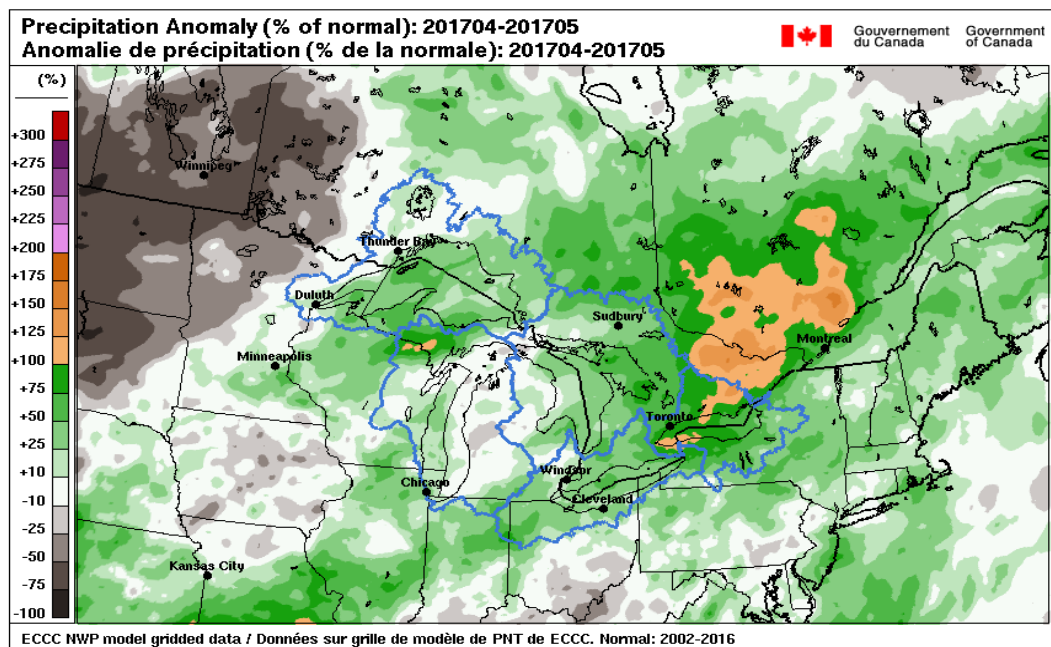 Precipitation Anomaly (% of normal): 201704-201705
Anomalie de précipitation (% de la normale): 201704-201705
Gouvernement du Canada
Government of Canada
(%)
+300
+275
+250
+225
+200
+175
+150
+125
+100
+75
+50
+25
+10
-10
-25
-50
-75
-100
Winnipeg
Thunder Bay
Duluth
Sudbury
Minneapolis
Montreal
Toronto
Windsor
Chicago
Cleveland
Kansas City
ECCC NWP model gridded data / Données sur grille de modèle de PNT de ECCC. Normal: 2002-2016